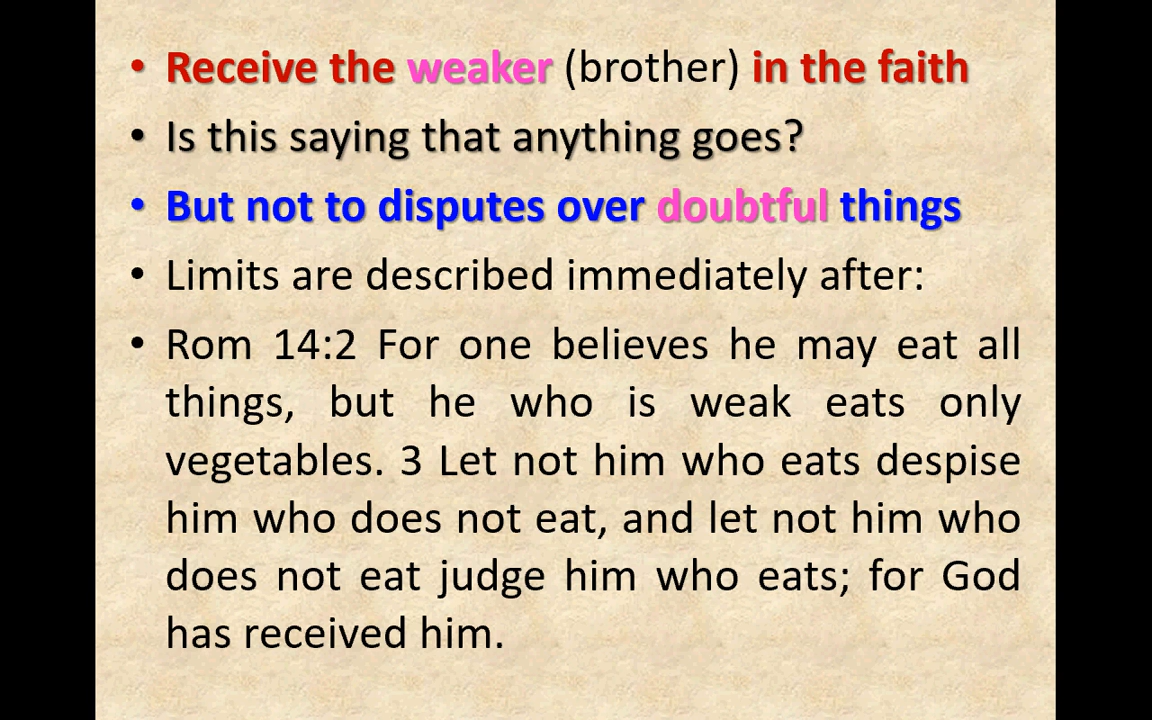 • Receive the weaker (brother) in the faith
• Is this saying that anything goes?
• But not to disputes over doubtful things
• Limits are described immediately after:
• Rom 14:2 For one believes he may eat all
things, but he who is weak eats only
vegetables. 3 Let not him who eats despise
him who does not eat, and let not him who
does not eat judge him who eats; for God
has received him.